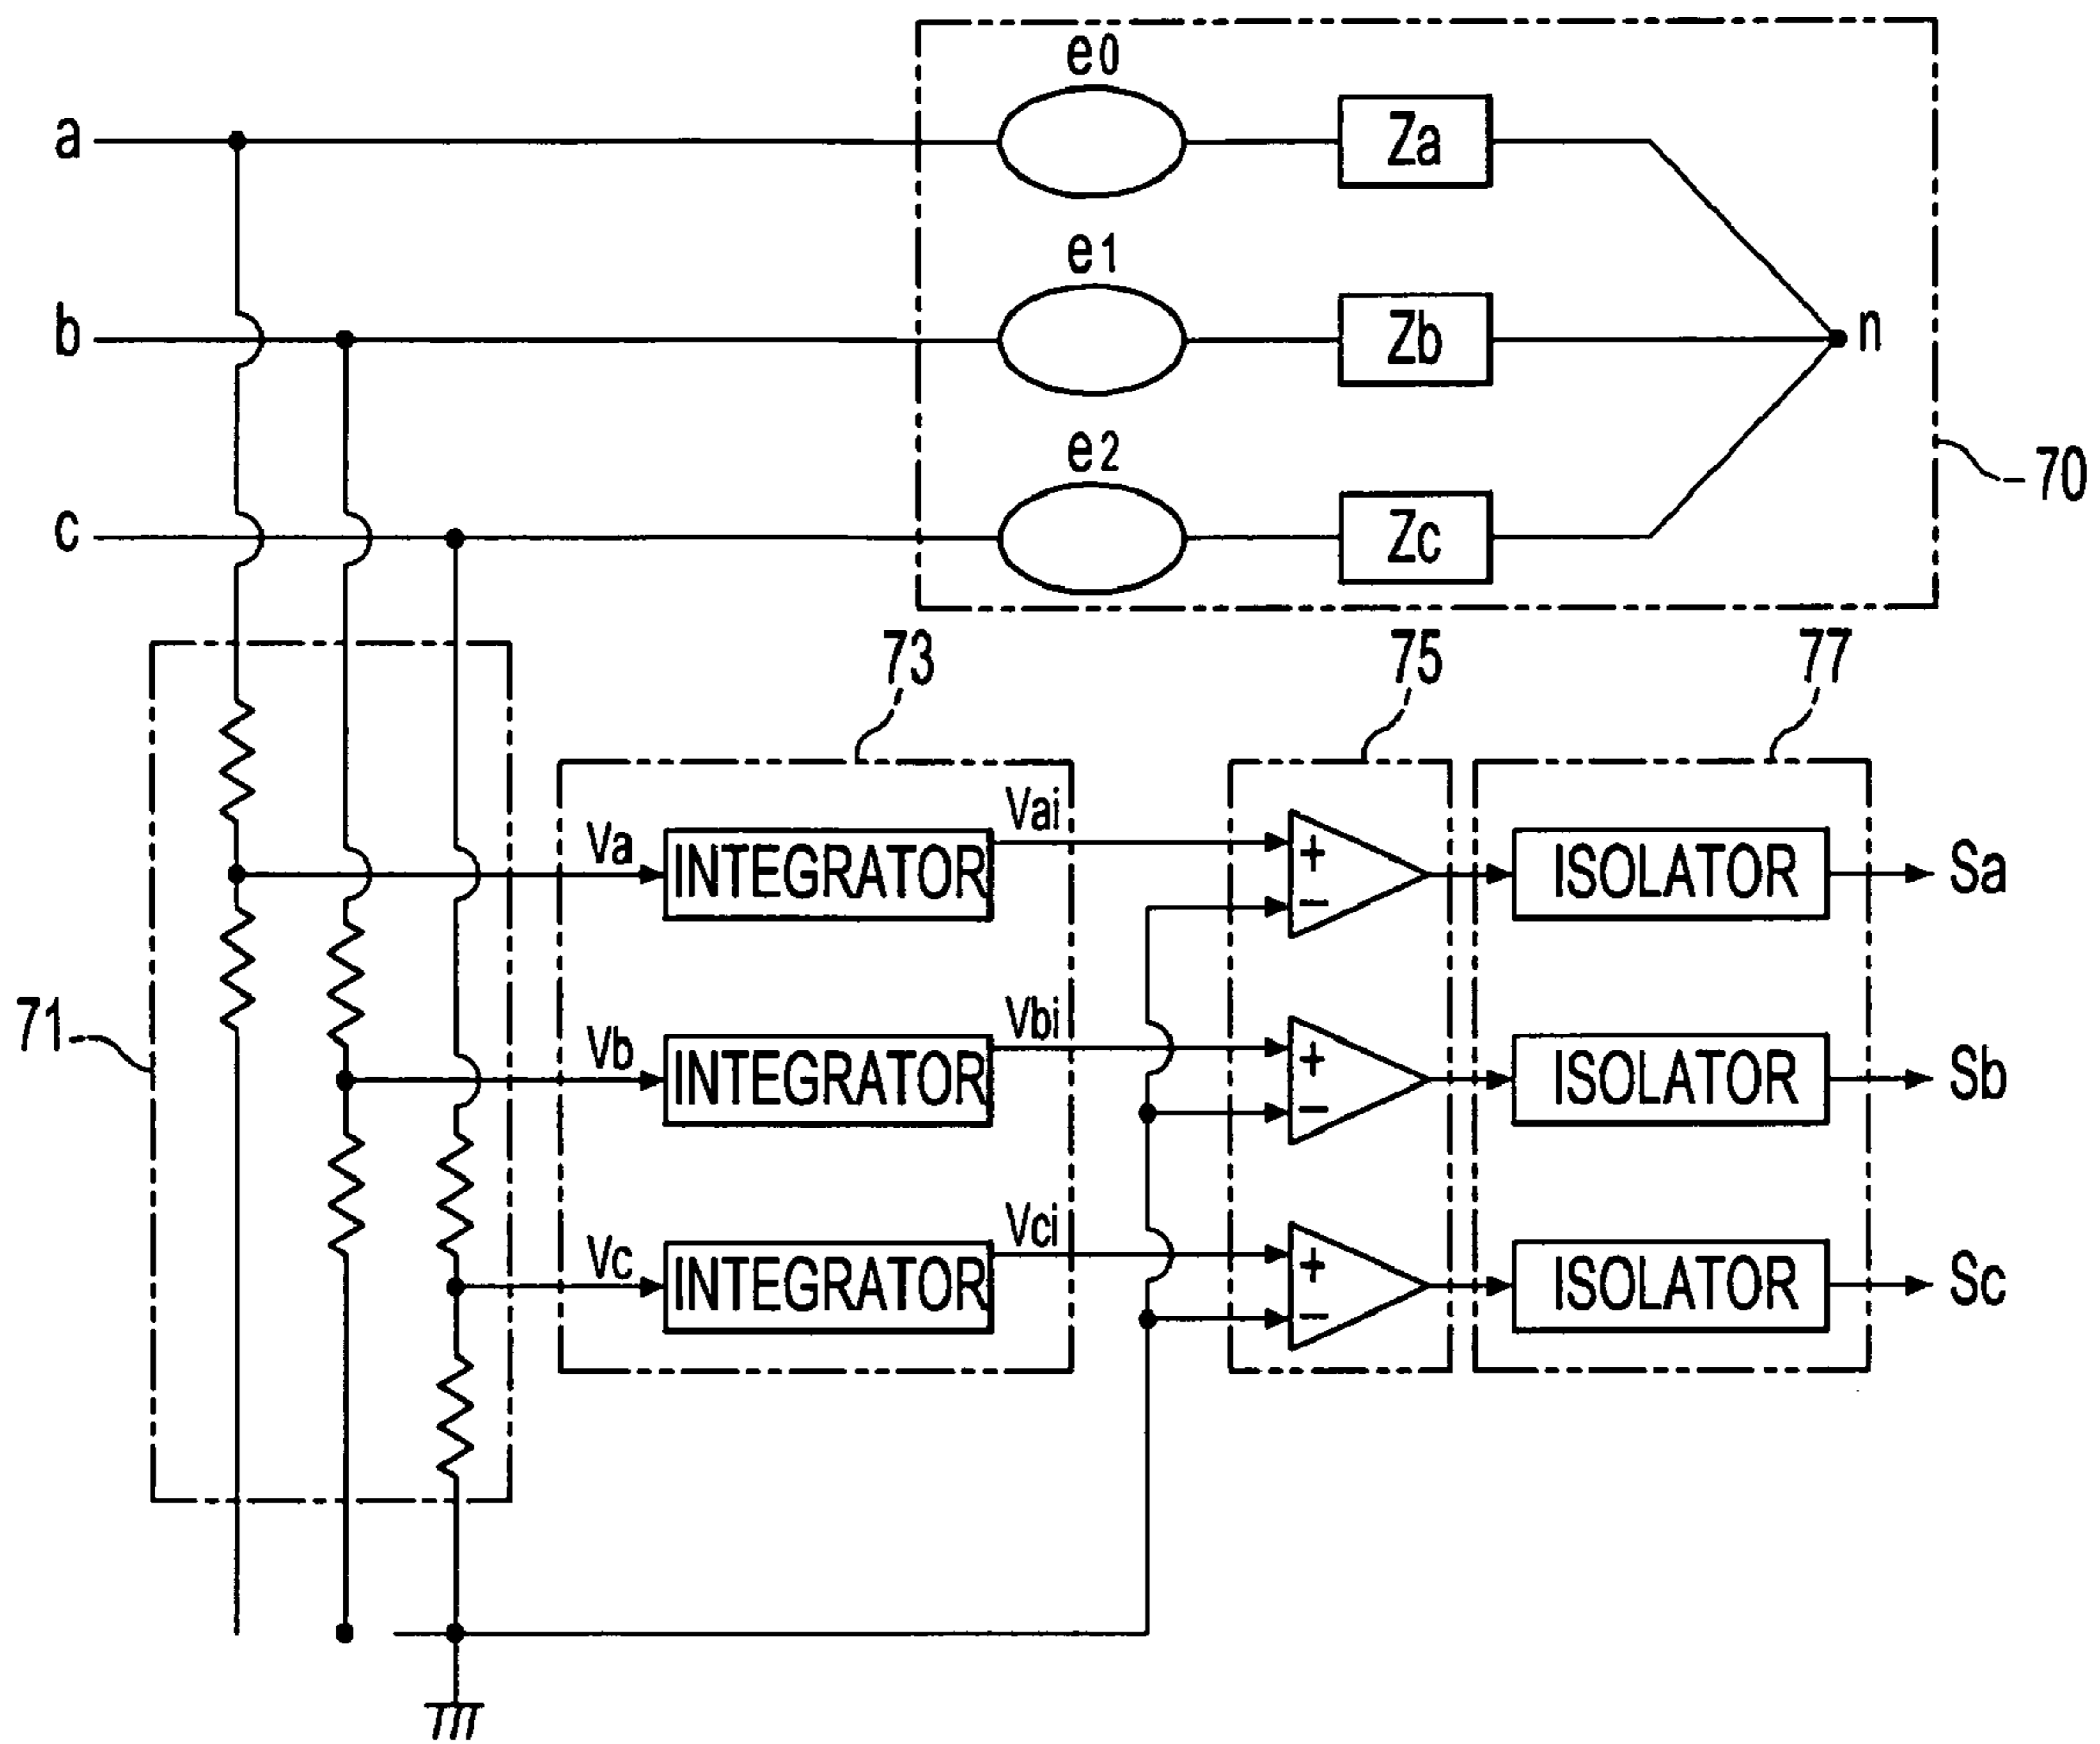 e0
a
Za
e1
b
Zb
n
e2
c
Zc
70
73
75
77
Va
INTEGRATOR
Vai
+
−
ISOLATOR
Sa
71
Vb
INTEGRATOR
Vbi
+
−
ISOLATOR
Sb
Vc
INTEGRATOR
Vci
+
−
ISOLATOR
Sc